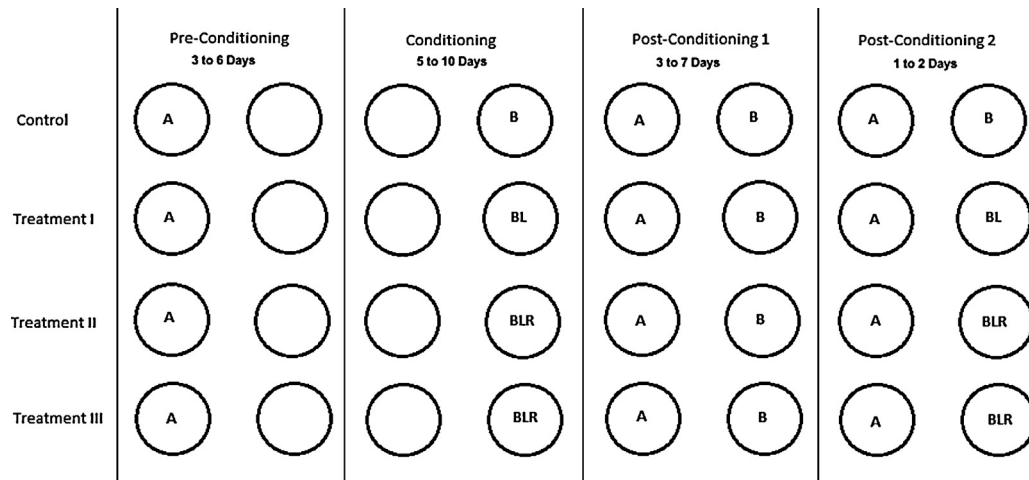 Pre-Conditioning Conditioning Post-Conditioning 1 Post-Conditioning 2
3 to 6 Days 5 to 10 Days 3 to 7 Days 1 to 2 Days
Control A B A B A B
Treatment I A BL A B A BL
Treatment II A BLR A B A BLR
Treatment III A BLR A B A BLR